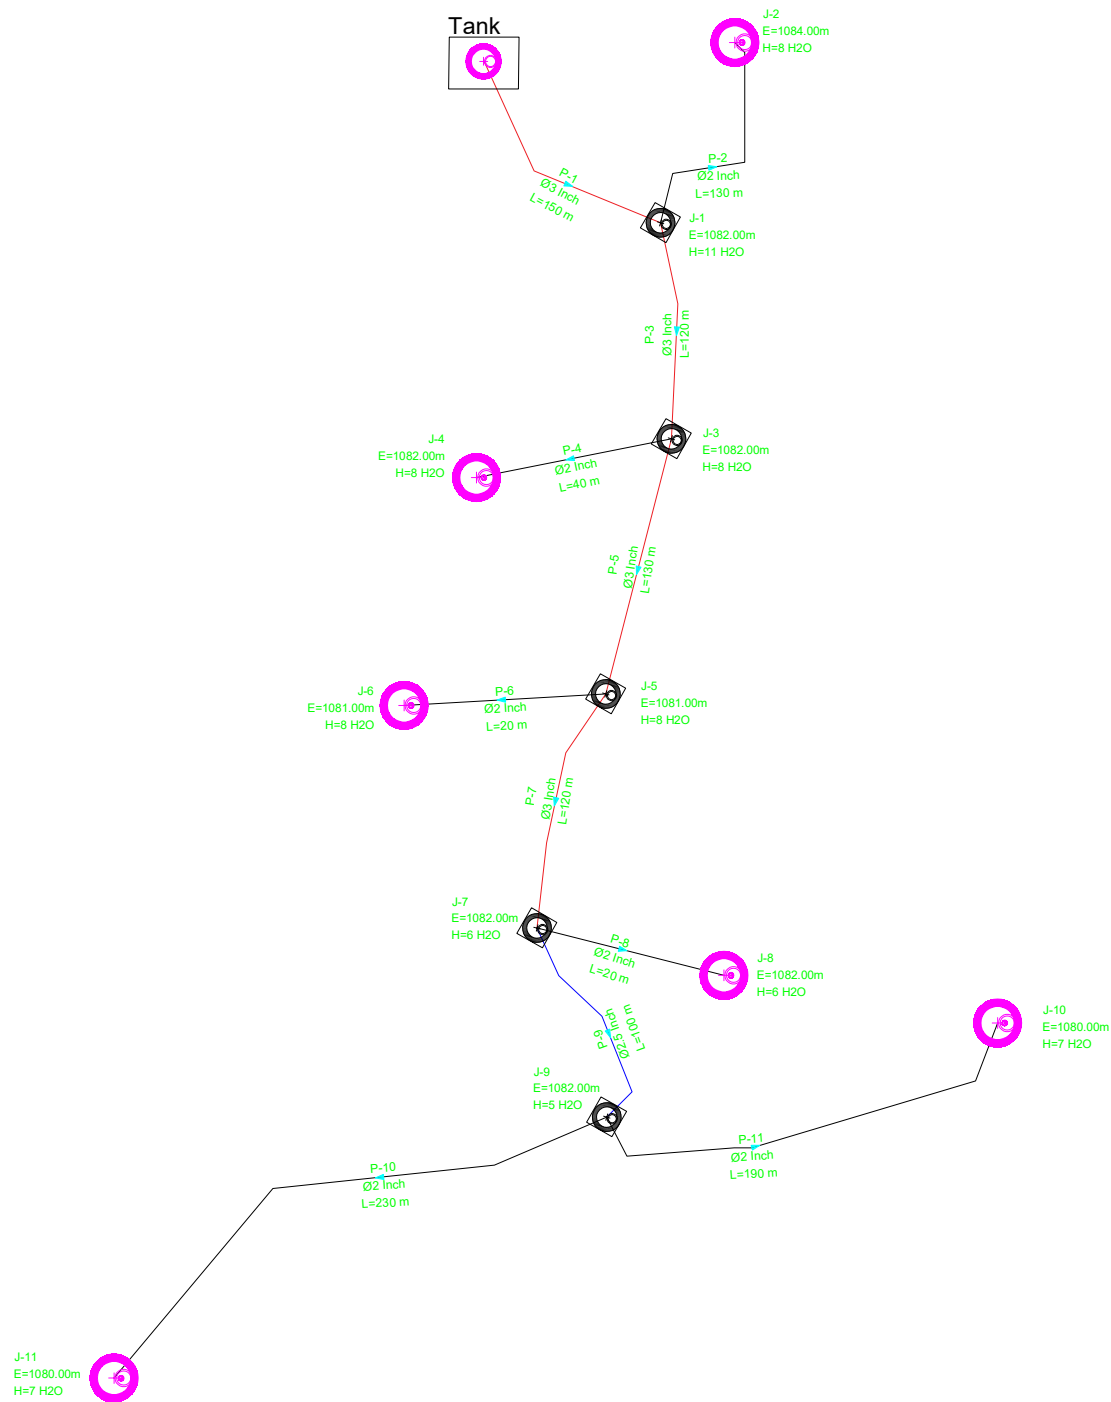 Tank
J-2
E=1084.00m
H=8 H2O
P-2
Ø2 Inch
L=130 m
P-1
Ø3 Inch
L=150 m
J-1
E=1082.00m
H=11 H2O
P-3
Ø3 Inch
L=120 m
J-3
E=1082.00m
H=8 H2O
J-4
E=1082.00m
H=8 H2O
P-4
Ø2 Inch
L=40 m
P-5
Ø3 Inch
L=130 m
J-5
E=1081.00m
H=8 H2O
J-6
E=1081.00m
H=8 H2O
P-6
Ø2 Inch
L=20 m
P-7
Ø3 Inch
L=120 m
J-7
E=1082.00m
H=6 H2O
P-8
Ø2 Inch
L=20 m
J-8
E=1082.00m
H=6 H2O
P-9
Ø2.5 Inch
L=100 m
J-10
E=1080.00m
H=7 H2O
J-9
E=1082.00m
H=5 H2O
P-11
Ø2 Inch
L=190 m
P-10
Ø2 Inch
L=230 m
J-11
E=1080.00m
H=7 H2O